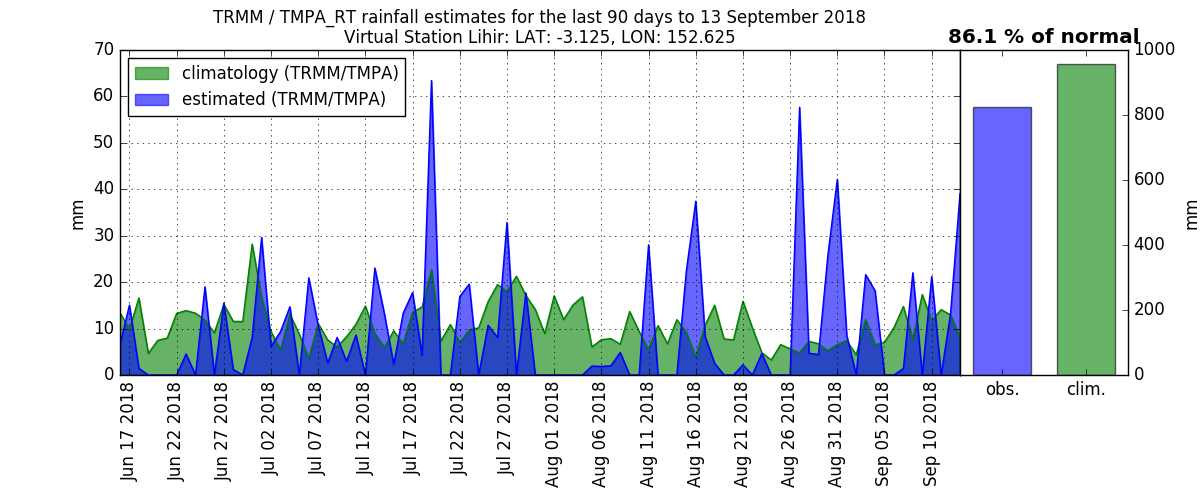 TRMM / TMPA_RT rainfall estimates for the last 90 days to 13 September 2018
Virtual Station Lihir: LAT: -3.125, LON: 152.625
86.1 % of normal
climatology (TRMM/TMPA)
estimated (TRMM/TMPA)
70
60
50
40
30
20
10
0
mm
Jun 17 2018
Jun 22 2018
Jun 27 2018
Jul 02 2018
Jul 07 2018
Jul 12 2018
Jul 17 2018
Jul 22 2018
Jul 27 2018
Aug 01 2018
Aug 06 2018
Aug 11 2018
Aug 16 2018
Aug 21 2018
Aug 26 2018
Aug 31 2018
Sep 05 2018
Sep 10 2018
obs.
clim.
1000
800
600
400
200
0
mm